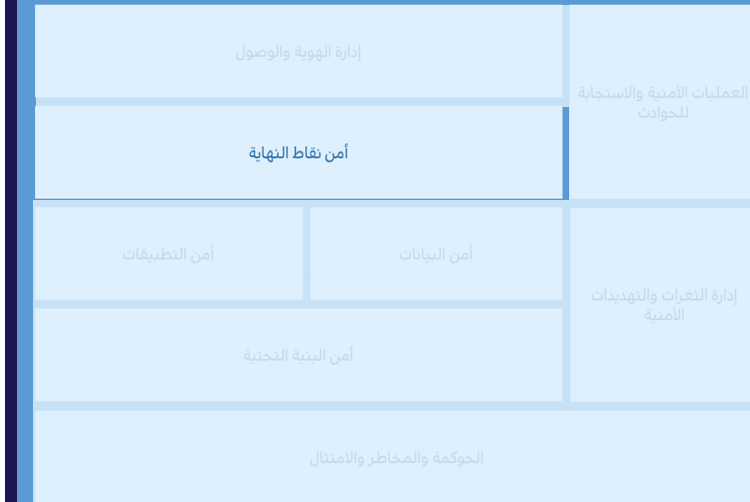 إدارة الهوية والوصول
العمليات الأمنية والاستجابة
للحوادث
أمن نقاط النهاية
أمن البيانات
أمن التطبيقات
إدارة الثغرات والتهديدات
الأمنية
أمن البنية التحتية
الحوكمة والمخاطر والامتثال